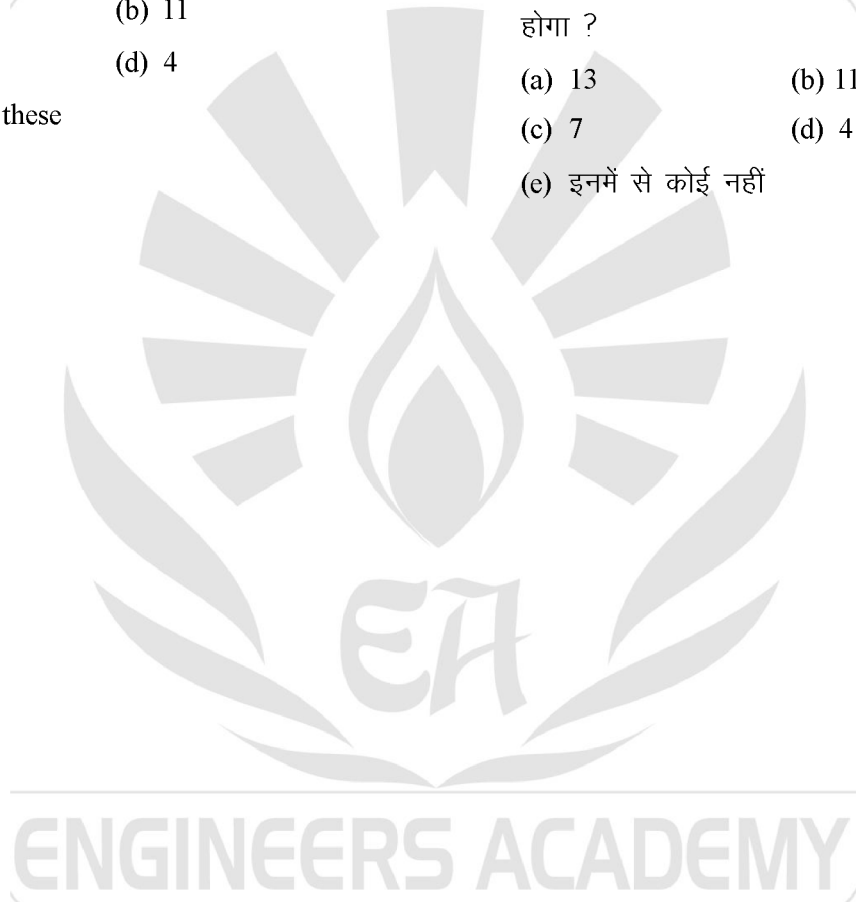 (b) 11
(d) 4
these
होगा ?
(a) 13 (b) 11
(c) 7 (d) 4
(e) इनमें से कोई नहीं
EA
ENGINEERS ACADEMY